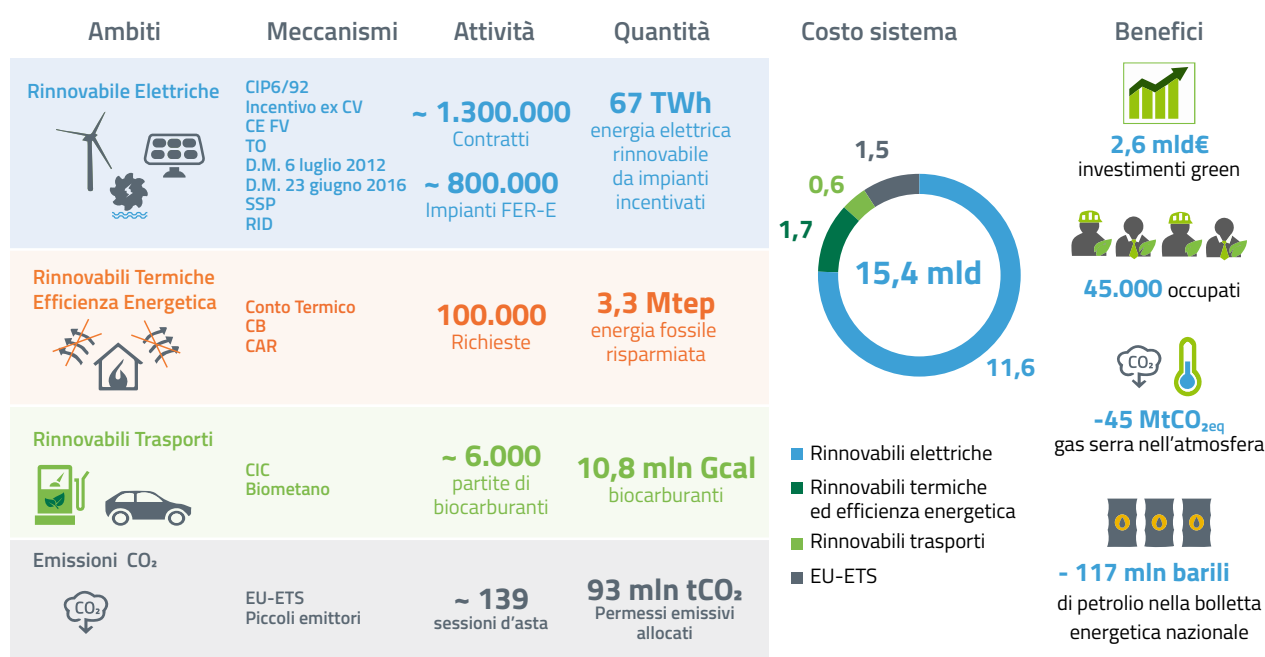 Ambiti
Meccanismi
Attività
Quantità
Costo sistema
Benefici
Rinnovabile Elettriche
CIP6/92
Incentivo ex CV
CE FV
TO
D.M. 6 luglio 2012
D.M. 23 giugno 2016
SSP
RID
~ 1.300.000
Contratti
~ 800.000
Impianti FER-E
67 TWh
energia elettrica
rinnovabile
da impianti
incentivati
Rinnovabili Termiche
Efficienza Energetica
Conto Termico
CB
CAR
100.000
Richieste
3,3 Mtep
energia fossile
risparmiata
Rinnovabili Trasporti
CIC
Biometano
~ 6.000
partite di
biocarburanti
10,8 mln Gcal
biocarburanti
Emissioni CO₂
CO₂
EU-ETS
Piccoli emittori
~ 139
sessioni d'asta
93 mln tCO₂
Permessi emissivi
allocati
1,5
0,6
1,7
15,4 mld
11,6
Rinnovabili elettriche
Rinnovabili termiche
ed efficienza energetica
Rinnovabili trasporti
EU-ETS
2,6 mld€
investimenti green
45.000 occupati
CO₂
-45 MtCO₂eq
gas serra nell'atmosfera
- 117 mln barili
di petrolio nella bolletta
energetica nazionale